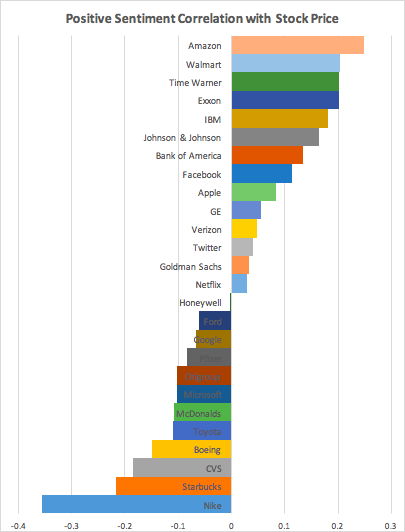 Positive Sentiment Correlation with Stock Price
Amazon
Walmart
Time Warner
Exxon
IBM
Johnson & Johnson
Bank of America
Facebook
Apple
GE
Verizon
Twitter
Goldman Sachs
Netflix
Honeywell
Ford
Google
Pfizer
Microsoft
McDonalds
Toyota
Boeing
CVS
Starbucks
Nike
-0.4 -0.3 -0.2 -0.1 0 0.1 0.2 0.3